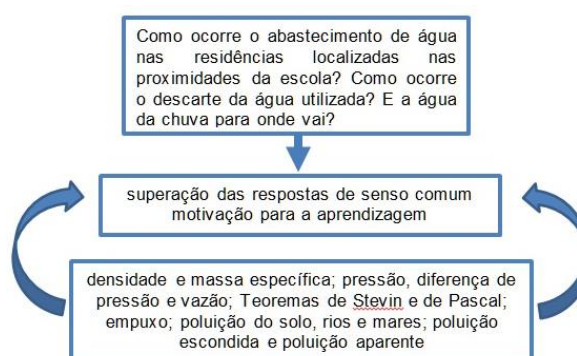 Como ocorre o abastecimento de água
nas residências localizadas nas
proximidades da escola? Como ocorre
o descarte da água utilizada? E a água
da chuva para onde vai?
superação das respostas de senso comum
motivação para a aprendizagem
densidade e massa específica; pressão, diferença de
pressão e vazão; Teoremas de Stevin e de Pascal;
empuxo; poluição do solo, rios e mares; poluição
escondida e poluição aparente